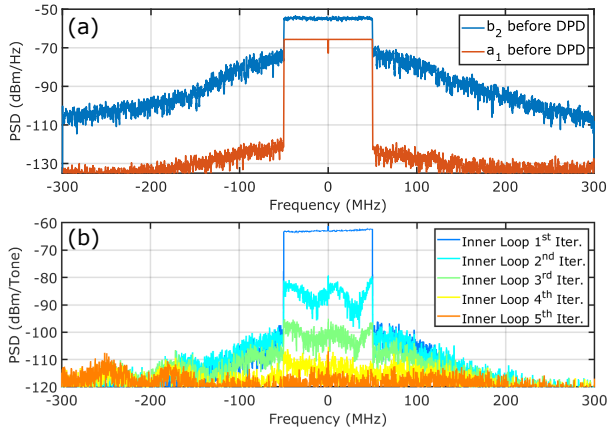 (a)
b2 before DPD
a1 before DPD
PSD (dBm/Hz)
-50
-70
-90
-110
-130
-300 -200 -100 0 100 200 300
Frequency (MHz)
(b)
Inner Loop 1st Iter.
Inner Loop 2nd Iter.
Inner Loop 3rd Iter.
Inner Loop 4th Iter.
Inner Loop 5th Iter.
PSD (dBm/Tone)
-60
-70
-80
-90
-100
-110
-120
-300 -200 -100 0 100 200 300
Frequency (MHz)